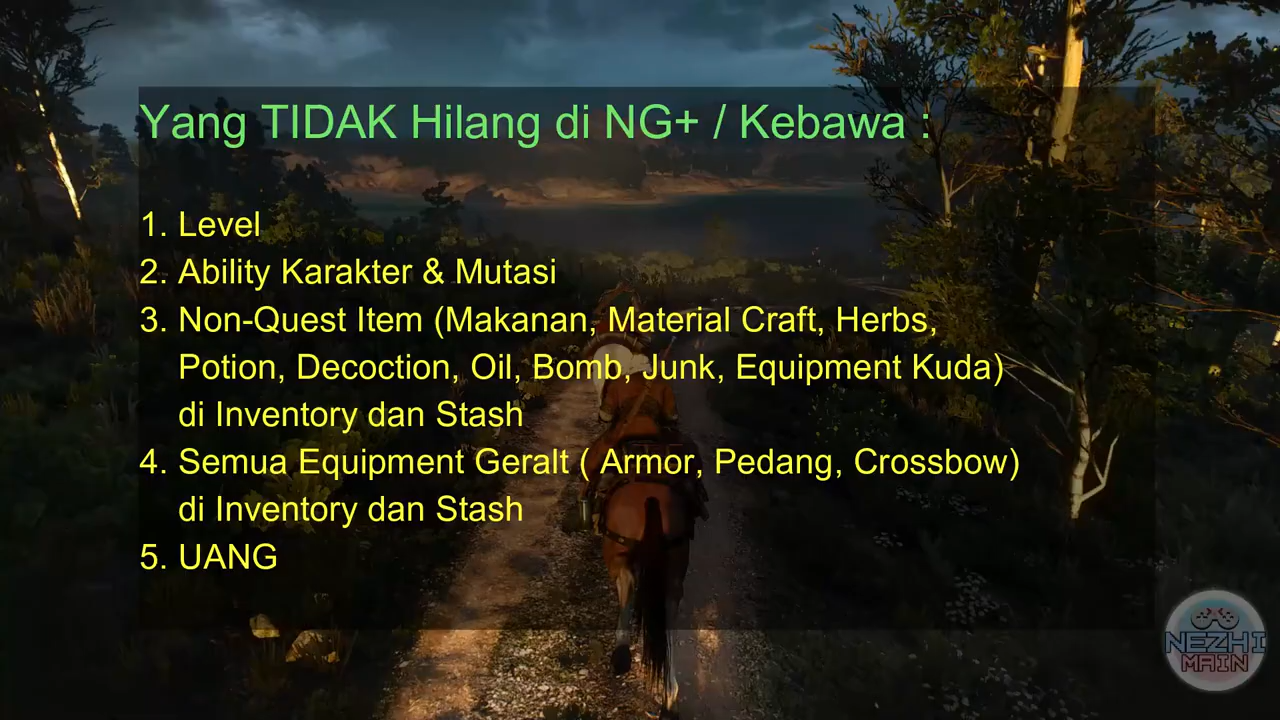 Yang TIDAK Hilang di NG+ / Kebawa :
1. Level
2. Ability Karakter & Mutasi
3. Non-Quest Item (Makanan, Material Craft, Herbs,
Potion, Decoction, Oil, Bomb, Junk, Equipment Kuda)
di Inventory dan Stash
4. Semua Equipment Geralt ( Armor, Pedang, Crossbow)
di Inventory dan Stash
5. UANG
NEZHI
MAIN